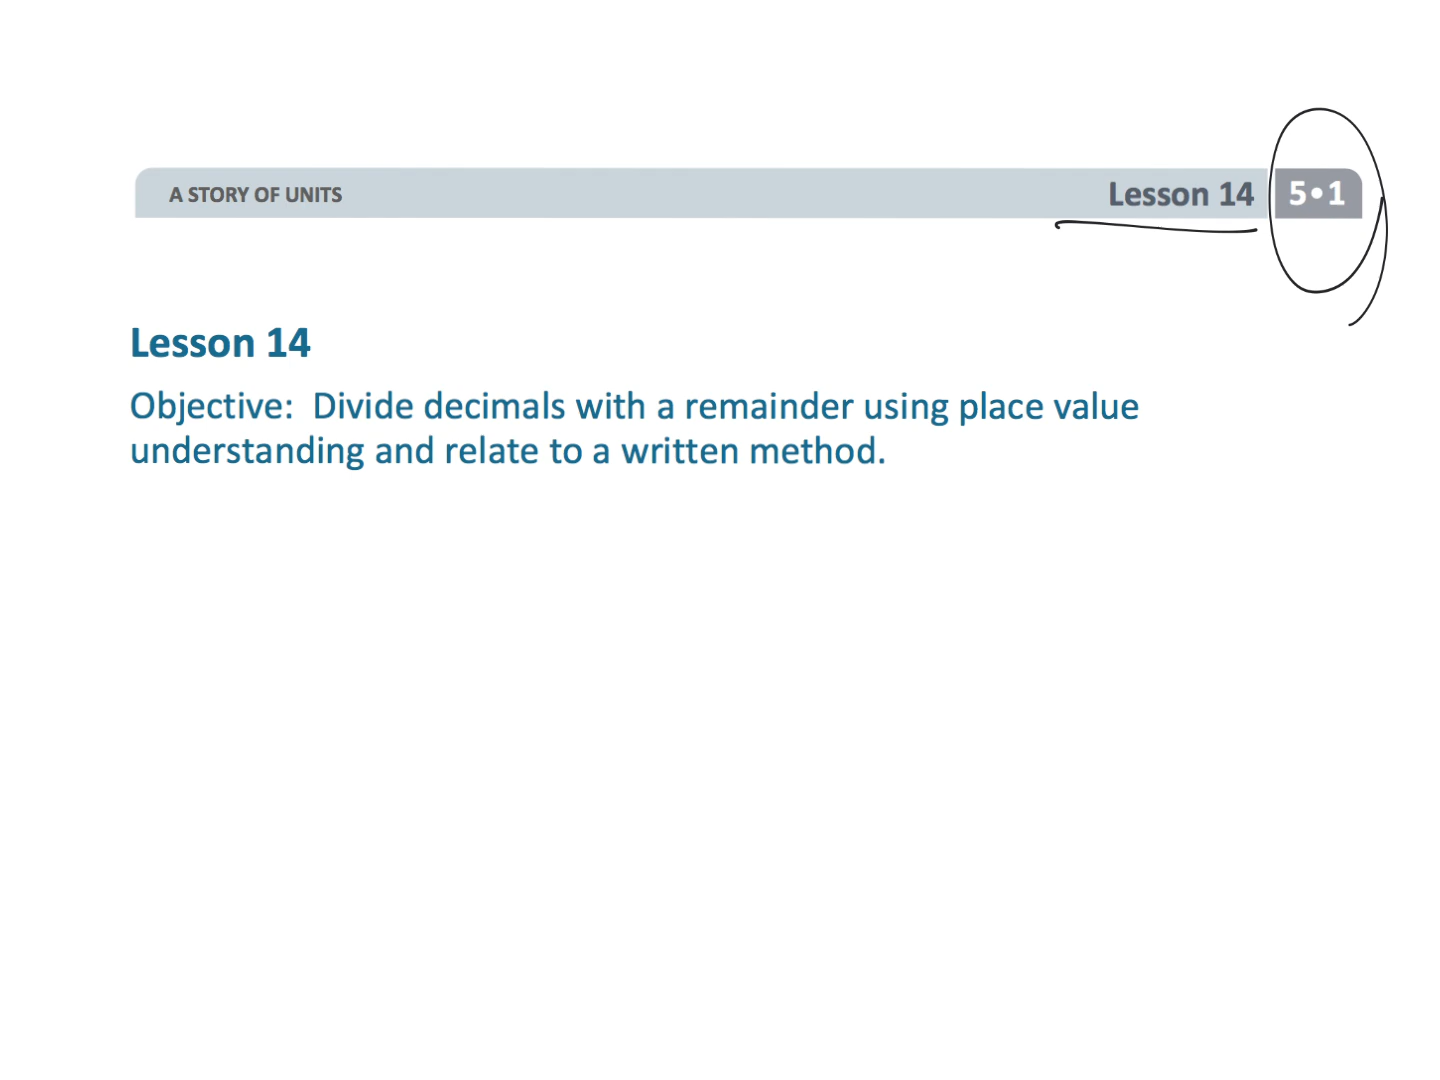 A STORY OF UNITS Lesson 14 5•1
Lesson 14
Objective: Divide decimals with a remainder using place value
understanding and relate to a written method.